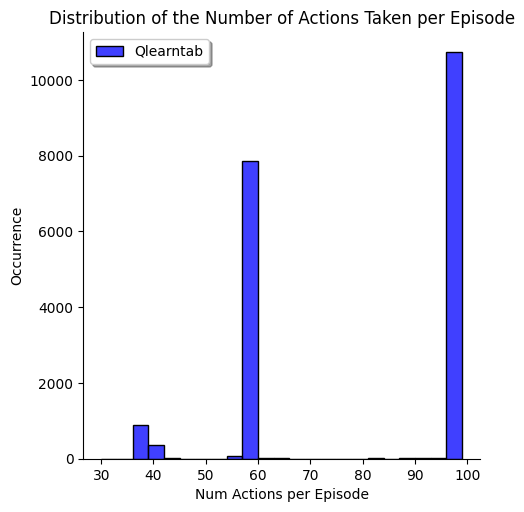 Distribution of the Number of Actions Taken per Episode
Qlearntab
10000
8000
6000
4000
2000
0
Occurrence
30 40 50 60 70 80 90 100
Num Actions per Episode